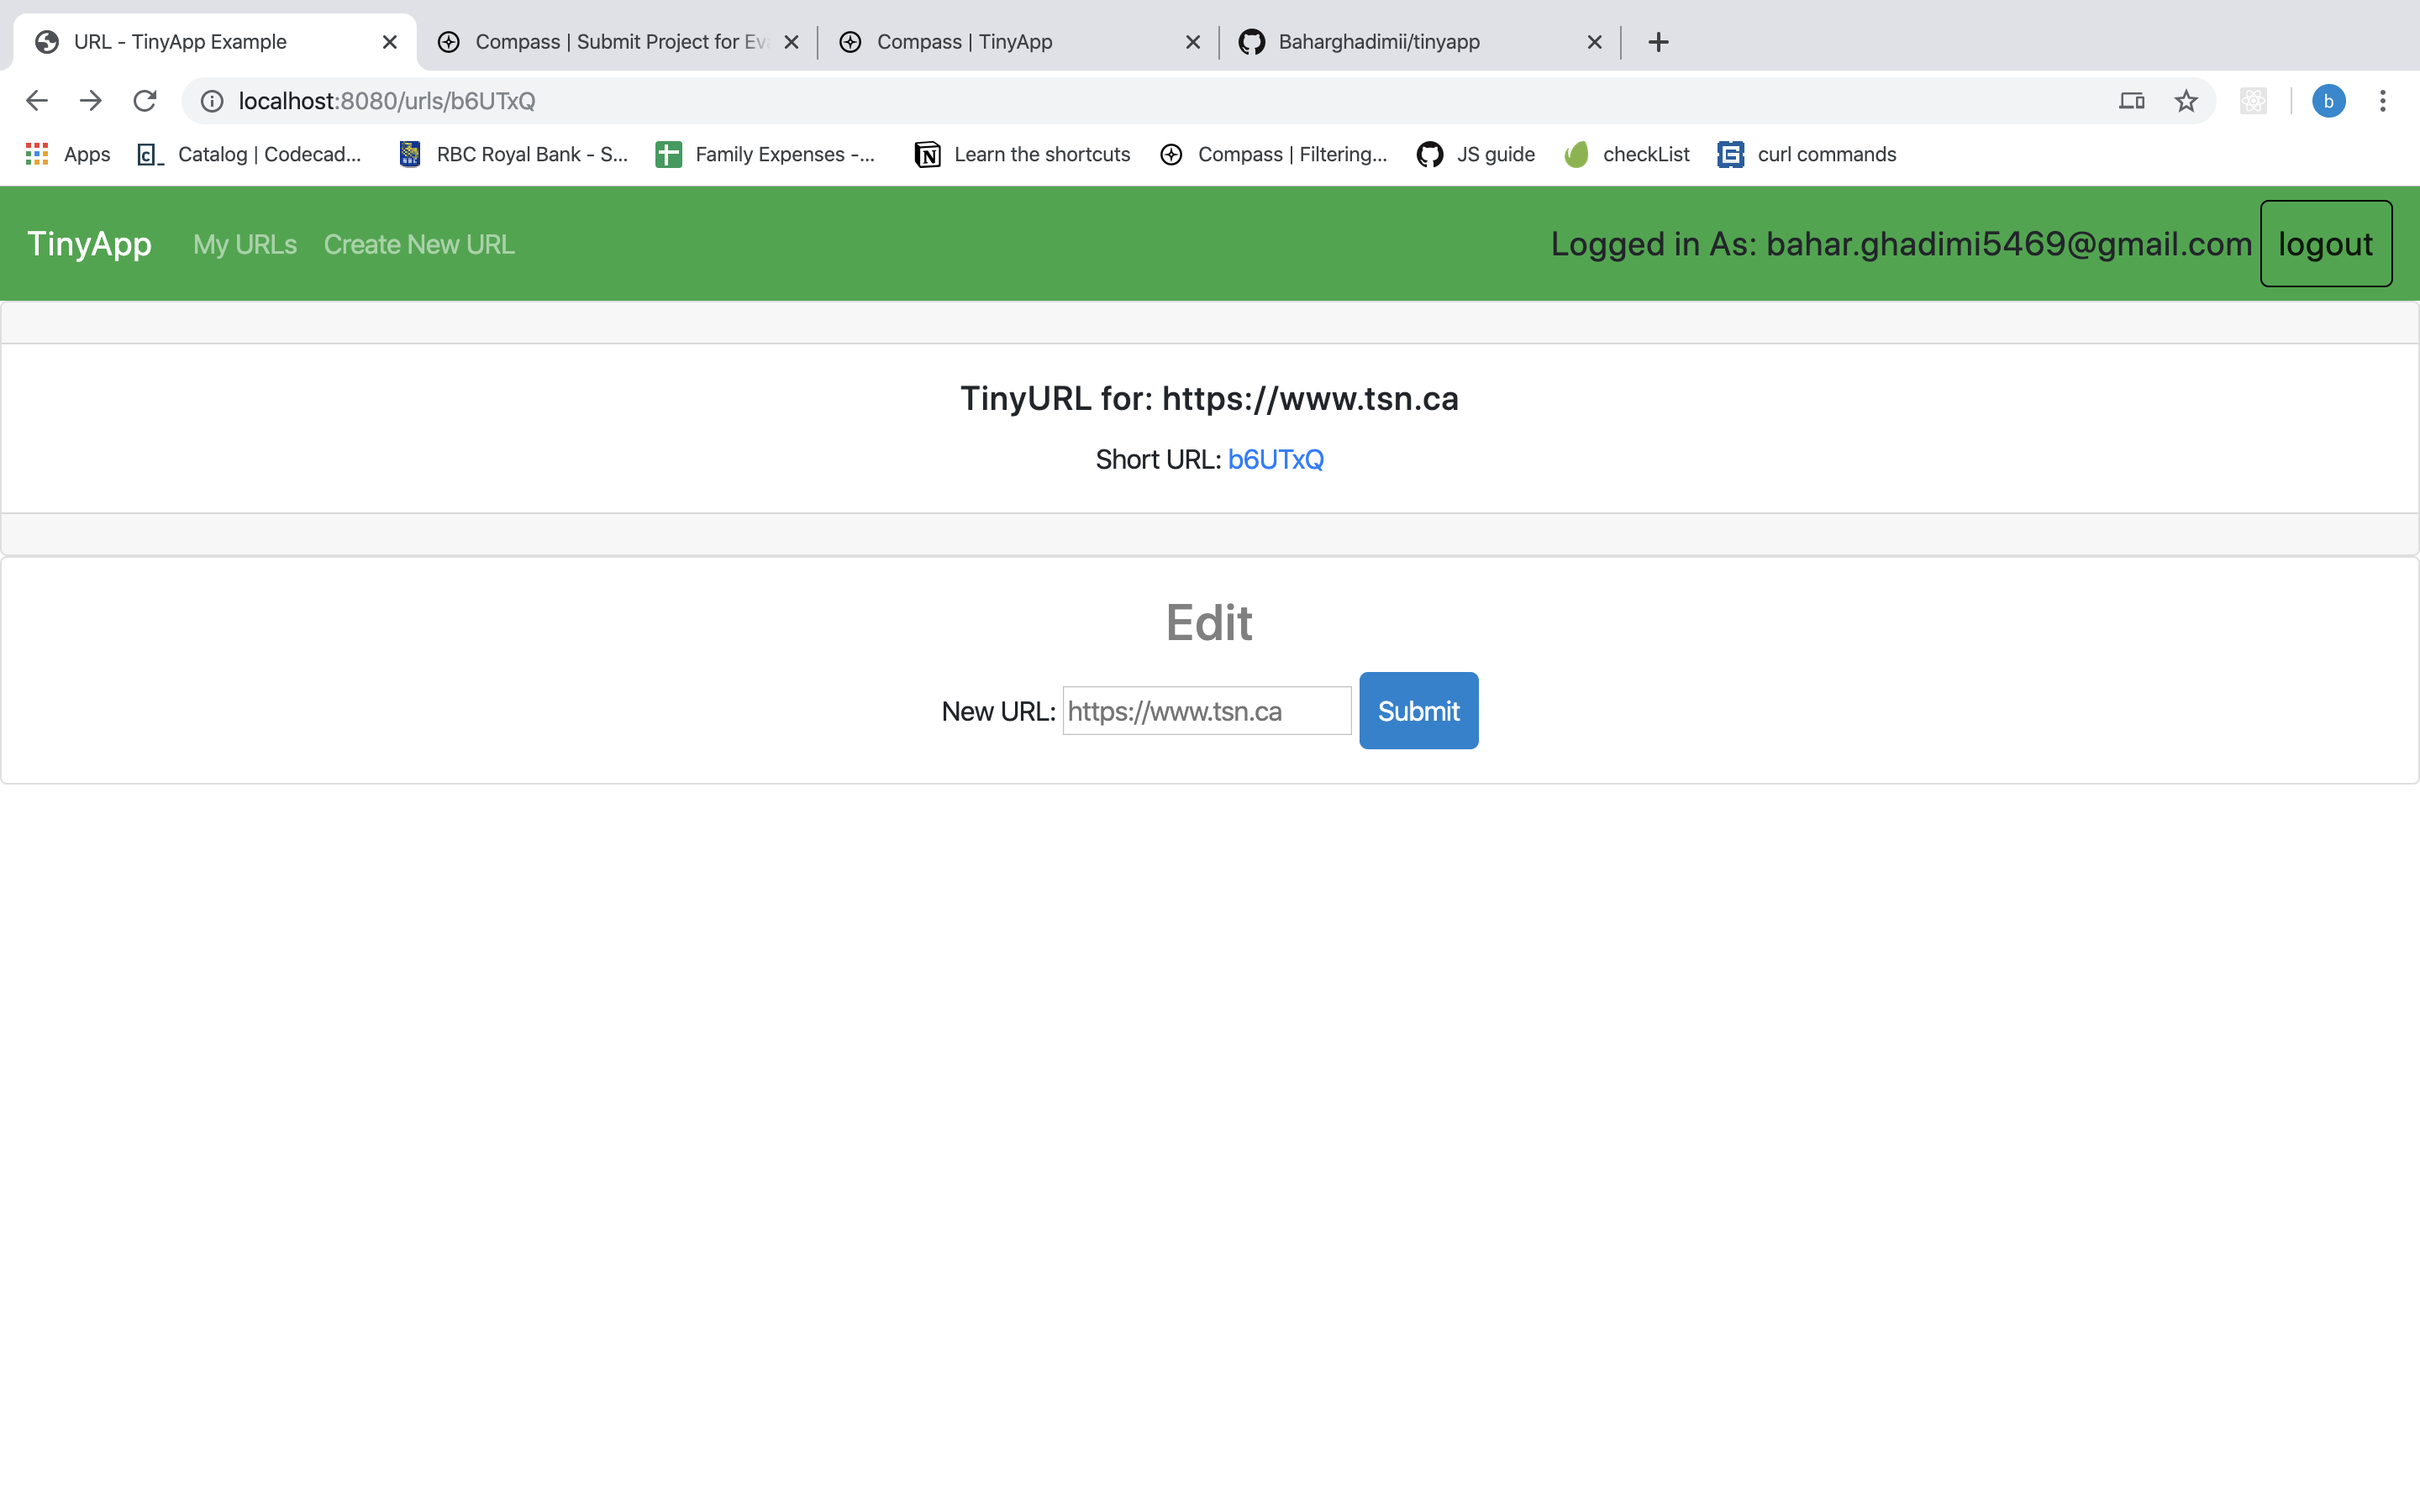 URL - TinyApp Example Compass | Submit Project for Eva Compass | TinyApp Baharghadimii/tinyapp
localhost:8080/urls/b6UTxQ b
Apps Catalog | Codecad... RBC Royal Bank - S... Family Expenses -... Learn the shortcuts Compass | Filtering... JS guide checkList curl commands
TinyApp My URLs Create New URL Logged in As: bahar.ghadimi5469@gmail.com logout
TinyURL for: https://www.tsn.ca
Short URL: b6UTxQ
Edit
New URL: https://www.tsn.ca Submit